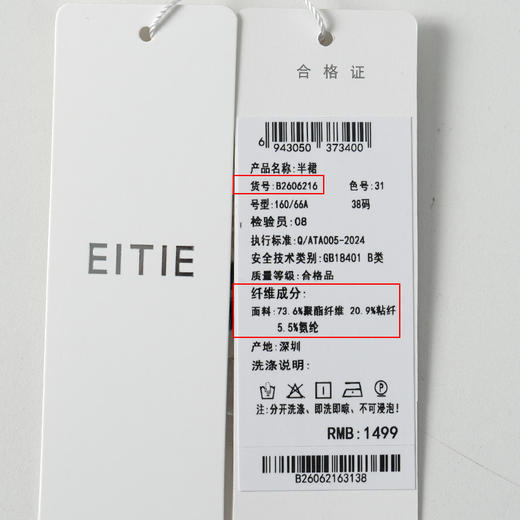 EITIE
合格证
6 943050 373400
产品名称:半裙
货号:B2606216 色号:31
号型:160/66A 38码
检验员:08
执行标准:Q/ATA005-2024
安全技术类别:GB18401 B类
质量等级:合格品
纤维成分:
面料:73.6%聚酯纤维 20.9%粘纤
5.5%氨纶
产地:深圳
洗涤说明:
注:分开洗涤、即洗即晾、不可浸泡!
RMB:1499
B26062163138